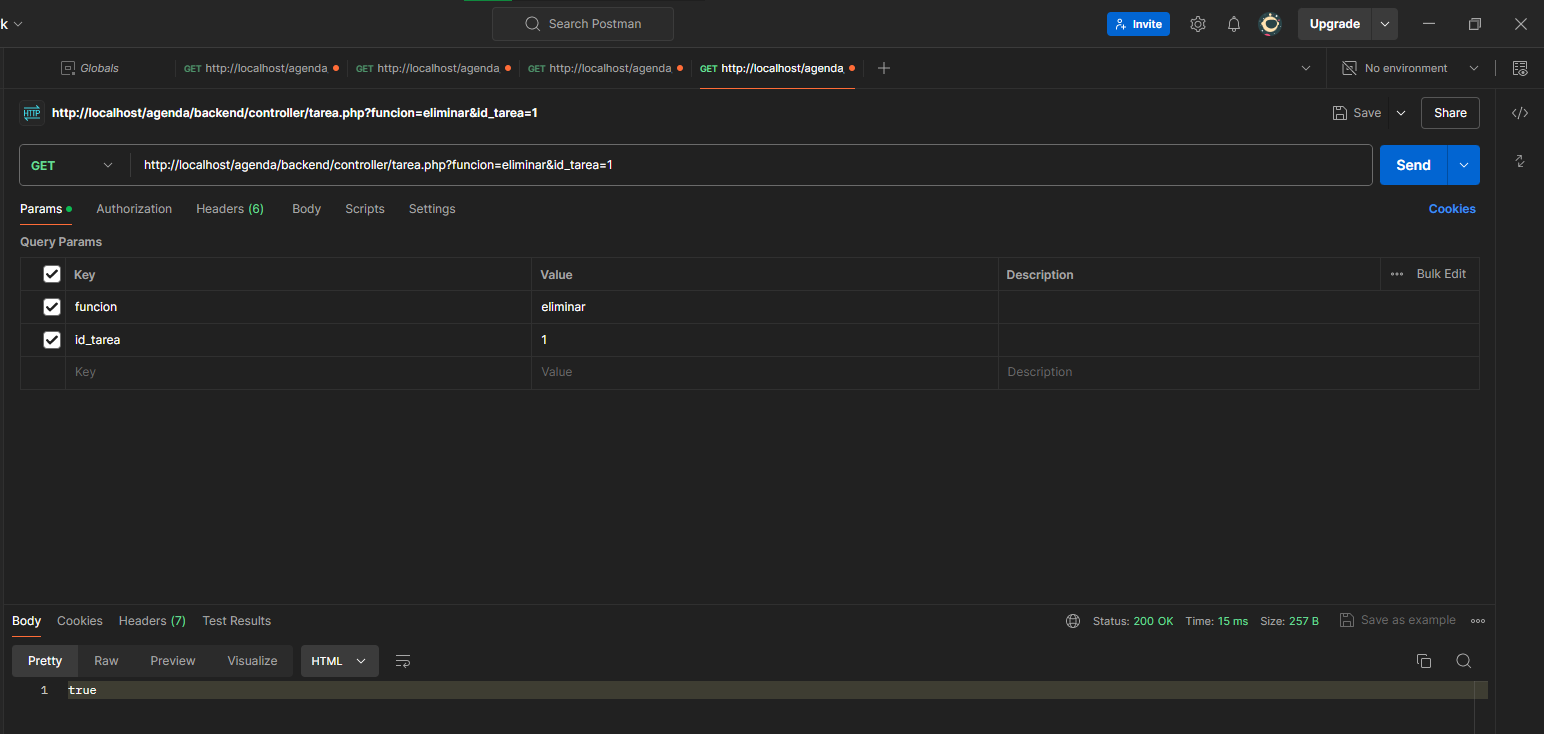 k
Search Postman
Invite
Upgrade
Globals
GET http://localhost/agenda
GET http://localhost/agenda
GET http://localhost/agenda
GET http://localhost/agenda
No environment
HTTP http://localhost/agenda/backend/controller/tarea.php?funcion=eliminar&id_tarea=1
Save
Share
GET
http://localhost/agenda/backend/controller/tarea.php?funcion=eliminar&id_tarea=1
Send
Params
Authorization
Headers (6)
Body
Scripts
Settings
Cookies
Query Params
Key Value Description Bulk Edit
funcion eliminar
id_tarea 1
Key Value Description
Body Cookies Headers (7) Test Results
Status: 200 OK Time: 15 ms Size: 257 B Save as example
Pretty Raw Preview Visualize HTML
1 true